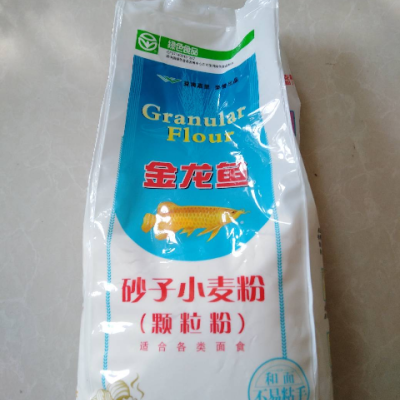 绿色食品
Granular
Flour
金龙鱼
砂子小麦粉
（颗粒粉）
适合各类面食
和面
不易粘手